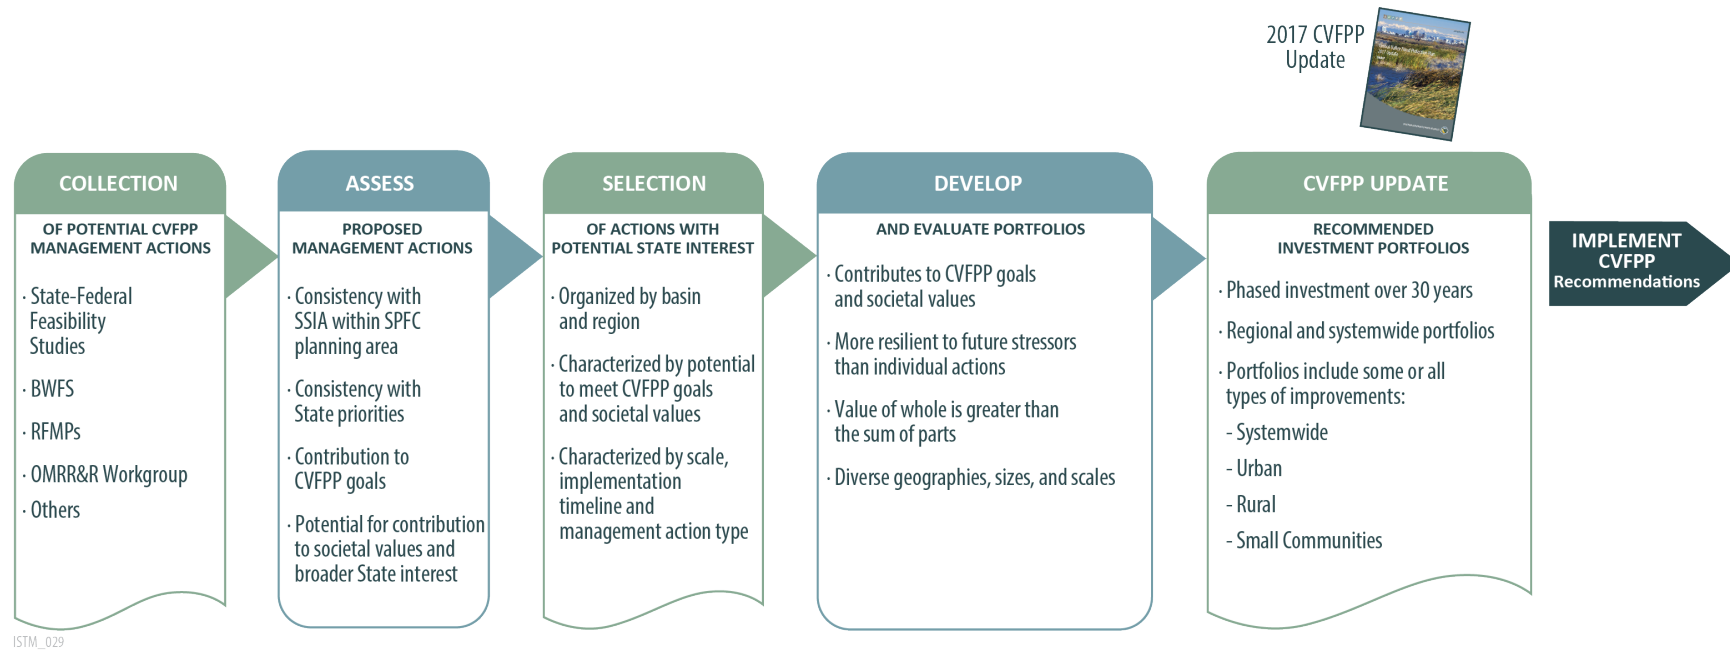 2017 CVFPP
Update
COLLECTION
OF POTENTIAL CVFPP
MANAGEMENT ACTIONS
· State-Federal
Feasibility
Studies
· BWFS
· RFMPs
· OMRR&R Workgroup
· Others
ASSESS
PROPOSED
MANAGEMENT ACTIONS
· Consistency with
SSIA within SPFC
planning area
· Consistency with
State priorities
· Contribution to
CVFPP goals
· Potential for contribution
to societal values and
broader State interest
SELECTION
OF ACTIONS WITH
POTENTIAL STATE INTEREST
· Organized by basin
and region
· Characterized by potential
to meet CVFPP goals
and societal values
· Characterized by scale,
implementation
timeline and
management action type
DEVELOP
AND EVALUATE PORTFOLIOS
· Contributes to CVFPP goals
and societal values
· More resilient to future stressors
than individual actions
· Value of whole is greater than
the sum of parts
· Diverse geographies, sizes, and scales
CVFPP UPDATE
RECOMMENDED
INVESTMENT PORTFOLIOS
· Phased investment over 30 years
· Regional and systemwide portfolios
· Portfolios include some or all
types of improvements:
- Systemwide
- Urban
- Rural
- Small Communities
IMPLEMENT
CVFPP
Recommendations
ISTM_029